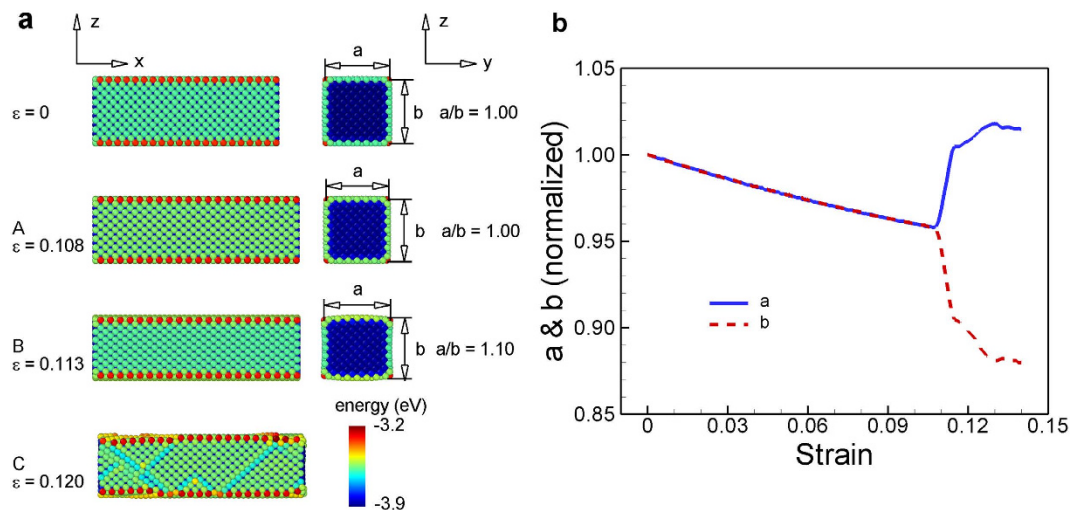 a
z
x
z
y
ε = 0
a
b
a/b = 1.00
A
ε = 0.108
a
b
a/b = 1.00
B
ε = 0.113
a
b
a/b = 1.10
C
ε = 0.120
energy (eV)
-3.2
-3.9
b
a & b (normalized)
1.05
1.00
0.95
0.90
0.85
a
b
0
0.03
0.06
0.09
0.12
0.15
Strain